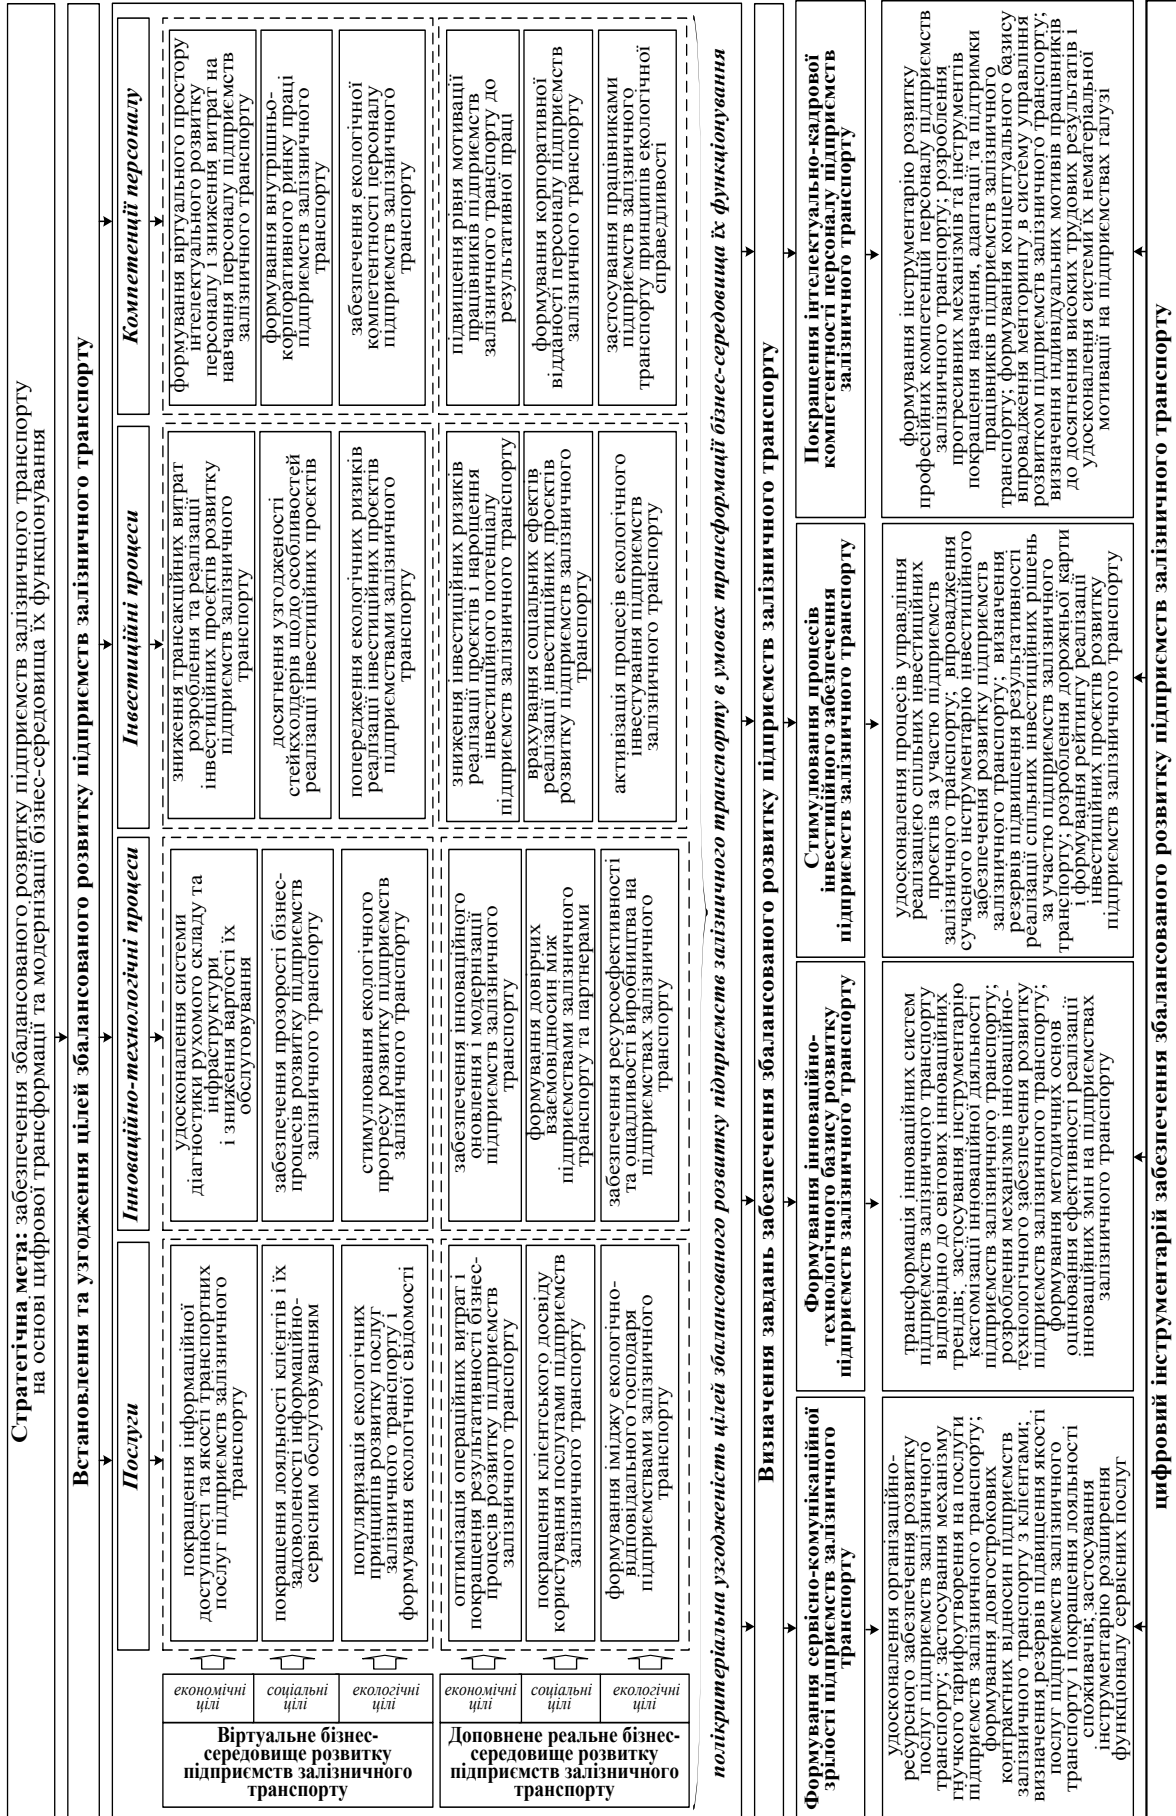 Стратегічна мета: забезпечення збалансованого розвитку підприємств залізничного транспорту
на основі цифрової трансформації та модернізації бізнес-середовища їх функціонування
Встановлення та узгодження цілей збалансованого розвитку підприємств залізничного транспорту
Послуги
Інноваційно-технологічні процеси
Інвестиційні процеси
Компетенції персоналу
Віртуальне бізнес-
середовище розвитку
підприємств залізничного
транспорту
економічні
цілі
покращення інформаційної
доступності та якості транспортних
послуг підприємств залізничного
транспорту
удосконалення системи
діагностики рухомого складу та
інфраструктури
і зниження вартості їх
обслуговування
зниження трансакційних витрат
розроблення та реалізації
інвестиційних проєктів розвитку
підприємств залізничного
транспорту
формування віртуального простору
інтелектуального розвитку
персоналу і зниження витрат на
навчання персоналу підприємств
залізничного транспорту
соціальні
цілі
покращення лояльності клієнтів і їх
задоволеності інформаційно-
сервісним обслуговуванням
забезпечення прозорості бізнес-
процесів розвитку підприємств
залізничного транспорту
досягнення узгодженості
стейкхолдерів щодо особливостей
реалізації інвестиційних проєктів
формування внутрішньо-
корпоративного ринку праці
підприємств залізничного
транспорту
екологічні
цілі
популяризація екологічних
принципів розвитку послуг
залізничного транспорту і
формування екологічної свідомості
стимулювання екологічного
прогресу розвитку підприємств
залізничного транспорту
попередження екологічних ризиків
реалізації інвестиційних проєктів
підприємствами залізничного
транспорту
забезпечення екологічної
компетентності персоналу
підприємств залізничного
транспорту
Доповнене реальне бізнес-
середовище розвитку
підприємств залізничного
транспорту
економічні
цілі
оптимізація операційних витрат і
покращення результативності бізнес-
процесів розвитку підприємств
залізничного транспорту
забезпечення інноваційного
оновлення і модернізації
підприємств залізничного
транспорту
зниження інвестиційних ризиків
реалізації проєктів і нарощення
інвестиційного потенціалу
підприємств залізничного транспорту
підвищення рівня мотивації
працівників підприємств
залізничного транспорту до
результативної праці
соціальні
цілі
покращення клієнтського досвіду
користування послугами підприємств
залізничного транспорту
формування довірчих
взаємовідносин між
підприємствами залізничного
транспорту та партнерами
врахування соціальних ефектів
реалізації інвестиційних проєктів
розвитку підприємств залізничного
транспорту
формування корпоративної
відданості персоналу підприємств
залізничного транспорту
екологічні
цілі
формування іміджу екологічно-
відповідального господаря
підприємствами залізничного
транспорту
забезпечення ресурсоефективності
та ощадливості виробництва на
підприємствах залізничного
транспорту
активізація процесів екологічного
інвестування підприємств
залізничного транспорту
застосування працівниками
підприємств залізничного
транспорту принципів екологічної
справедливості
полікритеріальна узгодженість цілей збалансованого розвитку підприємств залізничного транспорту в умовах трансформації бізнес-середовища їх функціонування
Визначення завдань забезпечення збалансованого розвитку підприємств залізничного транспорту
Формування сервісно-комунікаційної
зрілості підприємств залізничного
транспорту
Формування інноваційно-
технологічного базису розвитку
підприємств залізничного транспорту
Стимулювання процесів
інвестиційного забезпечення
підприємств залізничного транспорту
Покращення інтелектуально-кадрової
компетентності персоналу підприємств
залізничного транспорту
удосконалення організаційно-
ресурсного забезпечення розвитку
послуг підприємств залізничного
транспорту; застосування механізму
гнучкого тарифоутворення на послуги
підприємств залізничного транспорту;
формування довгострокових
контрактних відносин підприємств
залізничного транспорту з клієнтами;
визначення резервів підвищення якості
послуг підприємств залізничного
транспорту і покращення лояльності
споживачів; застосування
інструментарію розширення
функціоналу сервісних послуг
трансформація інноваційних систем
підприємств залізничного транспорту
відповідно до світових інноваційних
трендів; застосування інструментарію
кастомізації інноваційної діяльності
підприємств залізничного транспорту;
розроблення механізмів інноваційно-
технологічного забезпечення розвитку
підприємств залізничного транспорту;
формування методичних основ
оцінювання ефективності реалізації
інноваційних змін на підприємствах
залізничного транспорту
удосконалення процесів управління
реалізацією спільних інвестиційних
проєктів за участю підприємств
залізничного транспорту; впровадження
сучасного інструментарію інвестиційного
забезпечення розвитку підприємств
залізничного транспорту; визначення
резервів підвищення результативності
реалізації спільних інвестиційних рішень
за участю підприємств залізничного
транспорту; розроблення дорожньої карти
і формування рейтингу реалізації
інвестиційних проєктів розвитку
підприємств залізничного транспорту
формування інструментарію розвитку
професійних компетенцій персоналу підприємств
залізничного транспорту; розроблення
прогресивних механізмів та інструментів
покращення навчання, адаптації та підтримки
працівників підприємств залізничного
транспорту; формування концептуального базису
впровадження менторингу в систему управління
розвитком підприємств залізничного транспорту;
визначення індивідуальних мотивів працівників
до досягнення високих трудових результатів і
удосконалення системи їх нематеріальної
мотивації на підприємствах галузі
цифровий інструментарій забезпечення збалансованого розвитку підприємств залізничного транспорту